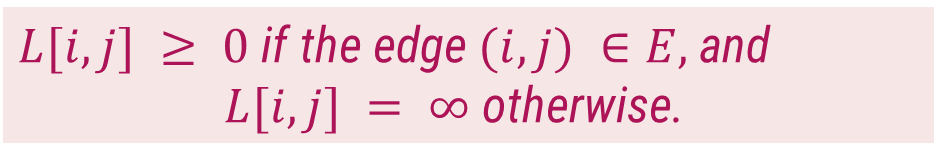 L[i,j] ≥ 0 if the edge (i,j) ∈ E, and
L[i,j] = ∞ otherwise.